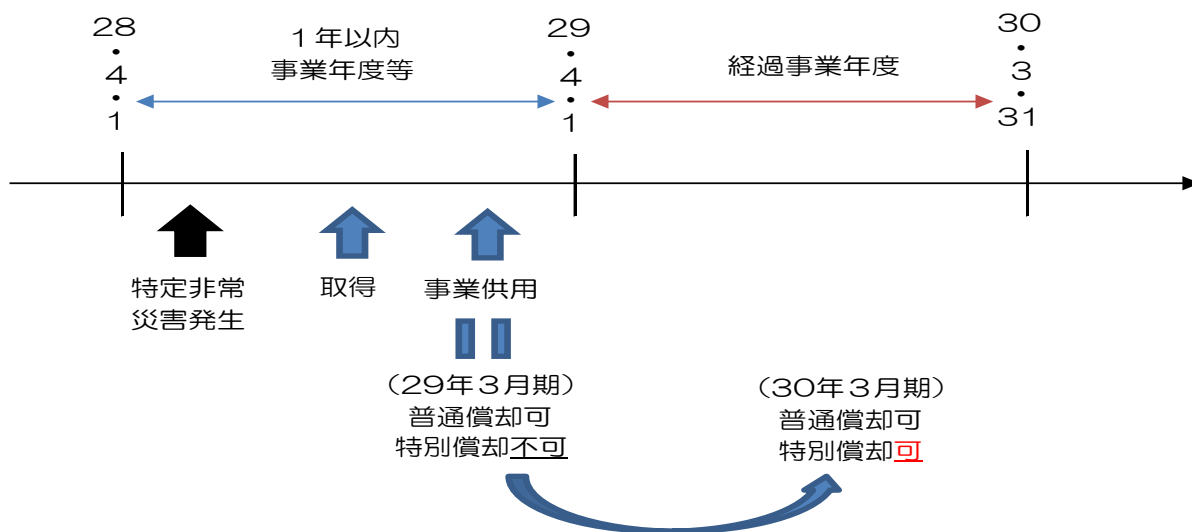 28
・
4
・
1
１年以内
事業年度等
29
・
4
・
1
経過事業年度
30
・
3
・
31
特定非常
災害発生
取得
事業供用
（29年３月期）
普通償却可
特別償却不可
（30年３月期）
普通償却可
特別償却可